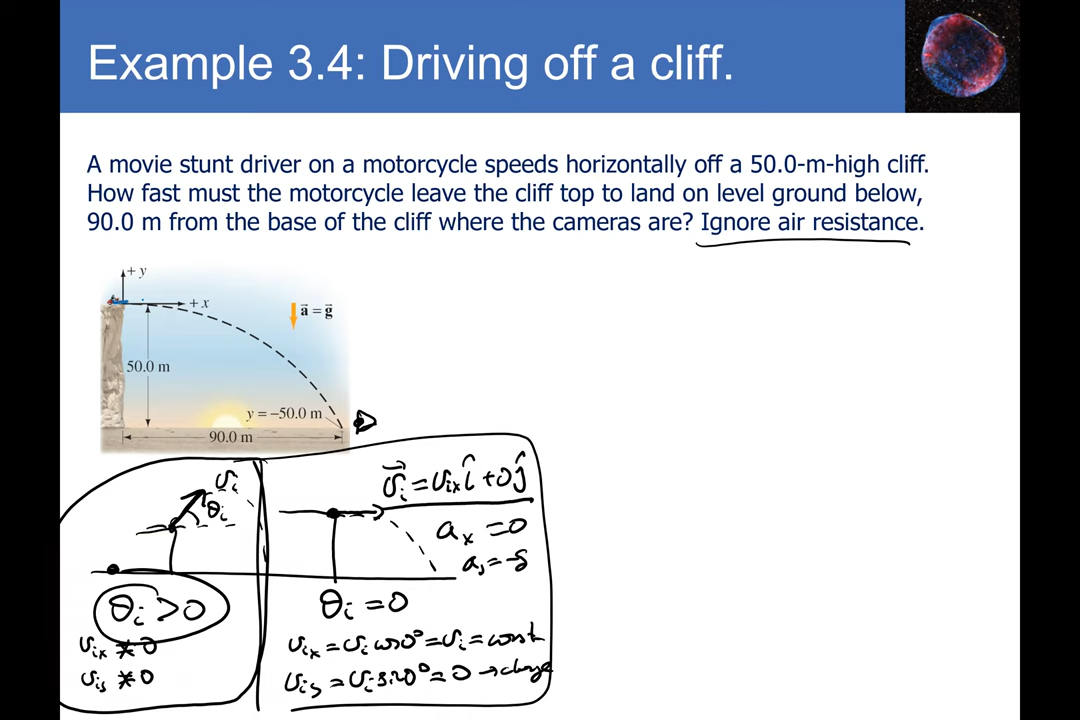 Example 3.4: Driving off a cliff.
A movie stunt driver on a motorcycle speeds horizontally off a 50.0-m-high cliff.
How fast must the motorcycle leave the cliff top to land on level ground below,
90.0 m from the base of the cliff where the cameras are? Ignore air resistance.
+ y
+ x
a⃗ = g⃗
50.0 m
y = −50.0 m
90.0 m
υi
θi
υ⃗i = υix î + 0 ĵ
ax = 0
ay = -g
θi > 0
υix ≠ 0
υiy ≠ 0
θi = 0
υix = υi cos0° = υi = const
υiy = υi sin0° = 0 → change